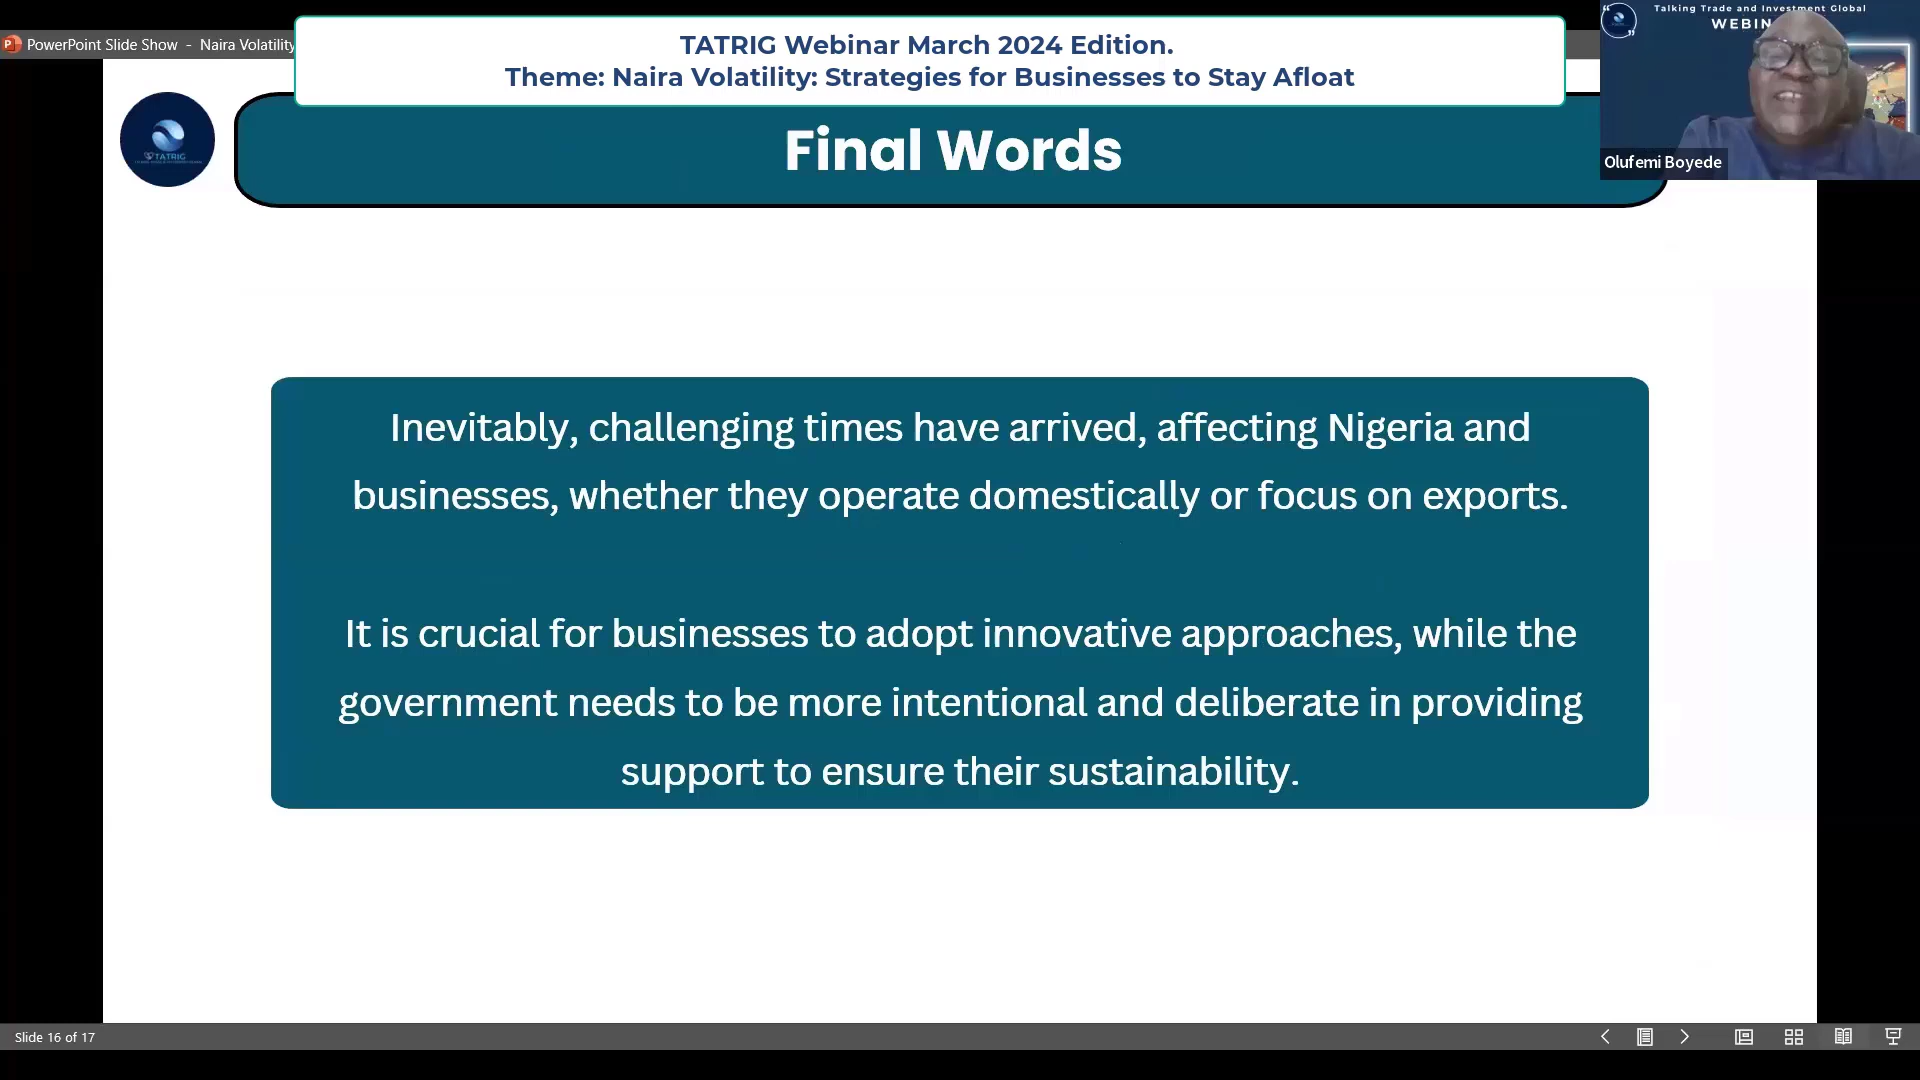 PowerPoint Slide Show - Naira Volatility
TATRIG Webinar March 2024 Edition.
Theme: Naira Volatility: Strategies for Businesses to Stay Afloat
Talking Trade and Investment Global
WEBIN
Olufemi Boyede
TATRIG
Final Words
Inevitably, challenging times have arrived, affecting Nigeria and
businesses, whether they operate domestically or focus on exports.
It is crucial for businesses to adopt innovative approaches, while the
government needs to be more intentional and deliberate in providing
support to ensure their sustainability.
Slide 16 of 17